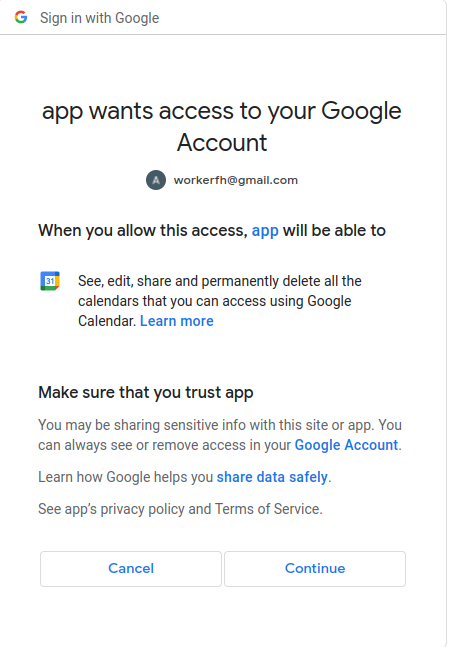 Sign in with Google
app wants access to your Google
Account
A workerfh@gmail.com
When you allow this access, app will be able to
31
See, edit, share and permanently delete all the
calendars that you can access using Google
Calendar. Learn more
Make sure that you trust app
You may be sharing sensitive info with this site or app. You
can always see or remove access in your Google Account.
Learn how Google helps you share data safely.
See app's privacy policy and Terms of Service.
Cancel Continue